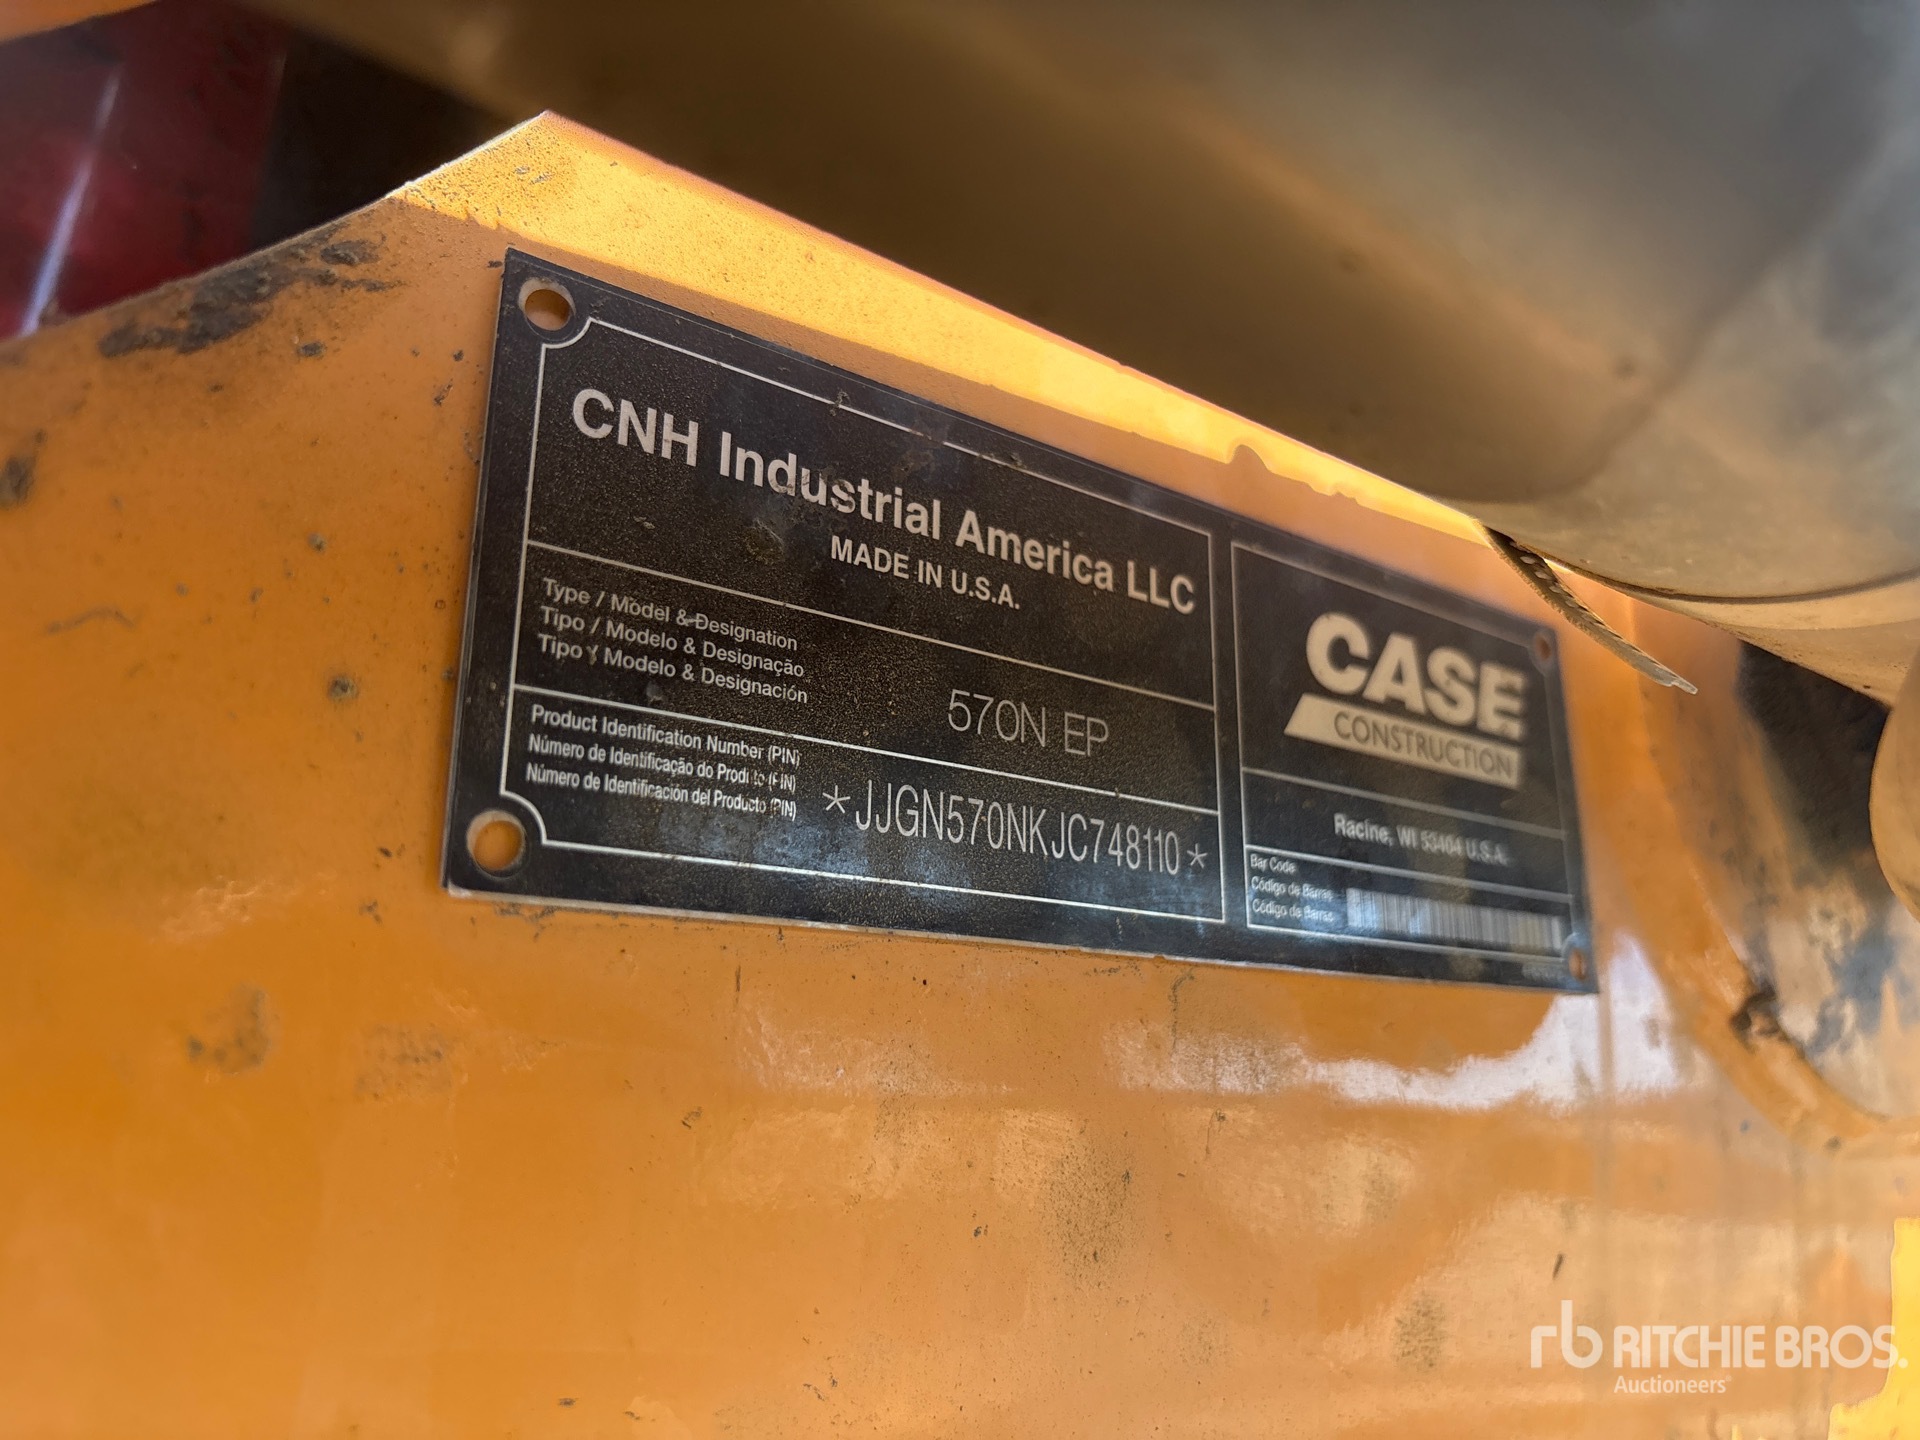 CNH Industrial America LLC
MADE IN U.S.A.
Type / Model & Designation
Tipo / Modelo & Designação
Tipo Y Modelo & Designación
570N EP
Product Identification Number (PIN)
Número de Identificação do Produto (PIN)
Número de Identificación del Producto (PIN)
*JJGN570NKJC748110*
CASE
CONSTRUCTION
Racine, WI 53404 U.S.A.
Bar Code
Código de Barras
Código de Barras
rb RITCHIE BROS.
Auctioneers